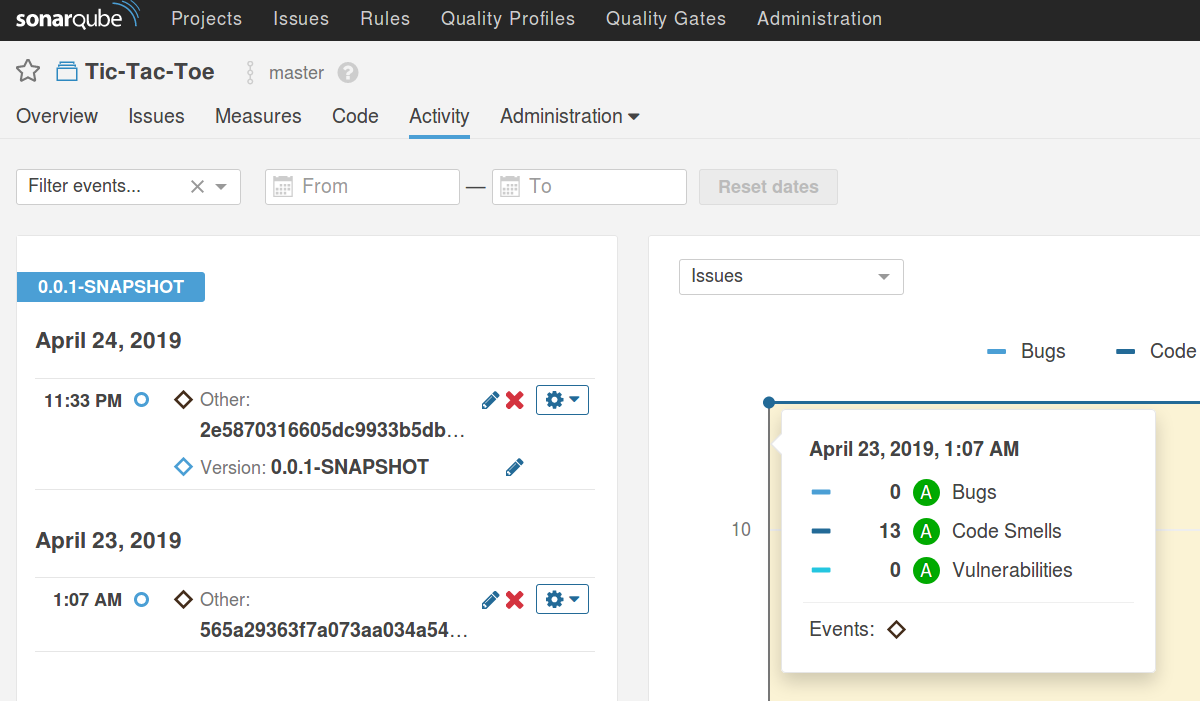 sonarqube Projects Issues Rules Quality Profiles Quality Gates Administration
Tic-Tac-Toe master ?
Overview Issues Measures Code Activity Administration
Filter events... From — To Reset dates
0.0.1-SNAPSHOT
April 24, 2019
11:33 PM Other:
2e5870316605dc9933b5db...
Version: 0.0.1-SNAPSHOT
April 23, 2019
1:07 AM Other:
565a29363f7a073aa034a54...
Issues
Bugs Code
10
April 23, 2019, 1:07 AM
0 A Bugs
13 A Code Smells
0 A Vulnerabilities
Events: